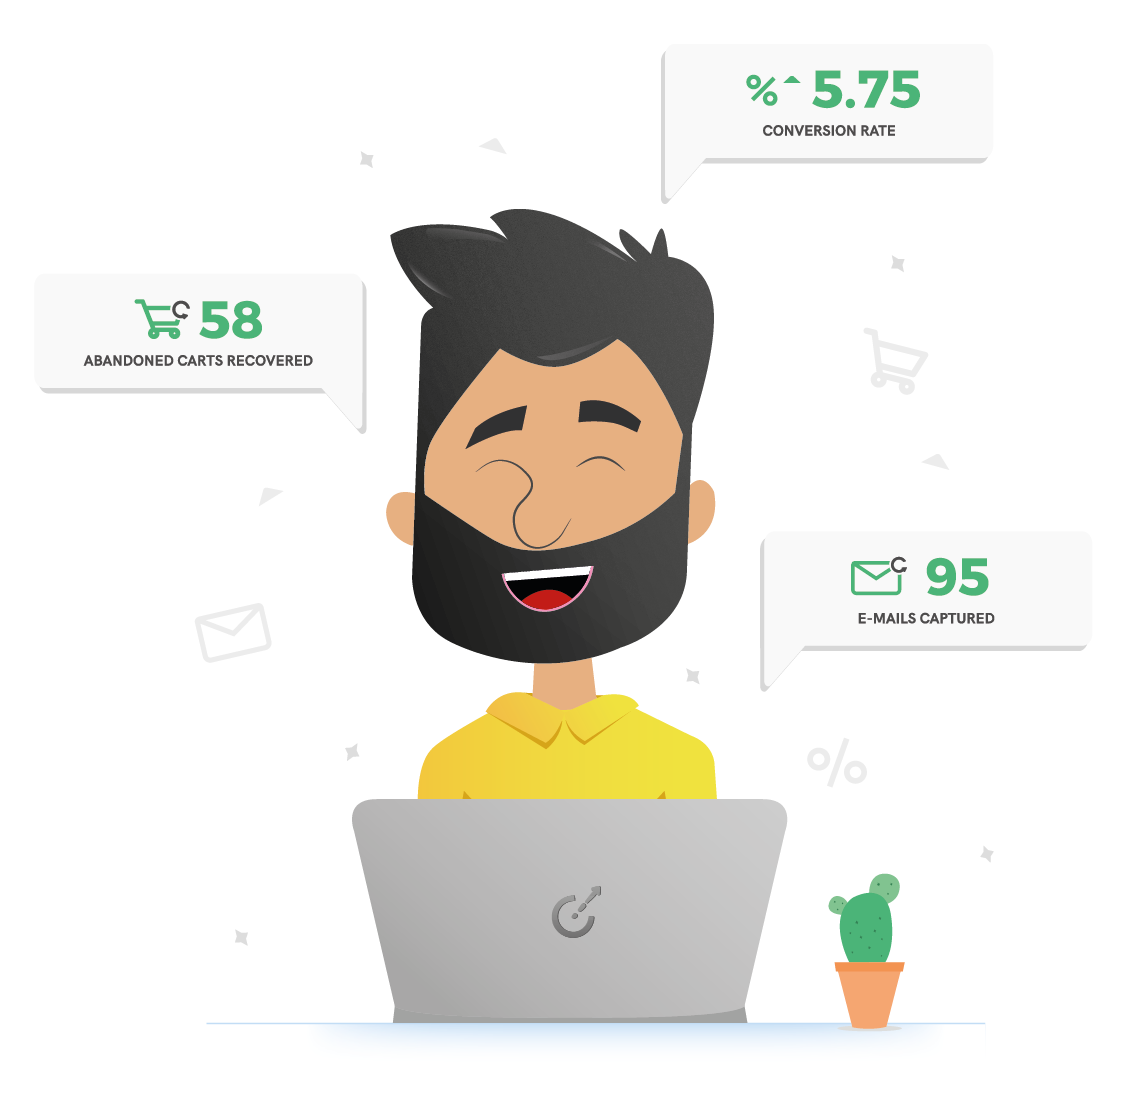 % 5.75
CONVERSION RATE
58
ABANDONED CARTS RECOVERED
95
E-MAILS CAPTURED
%